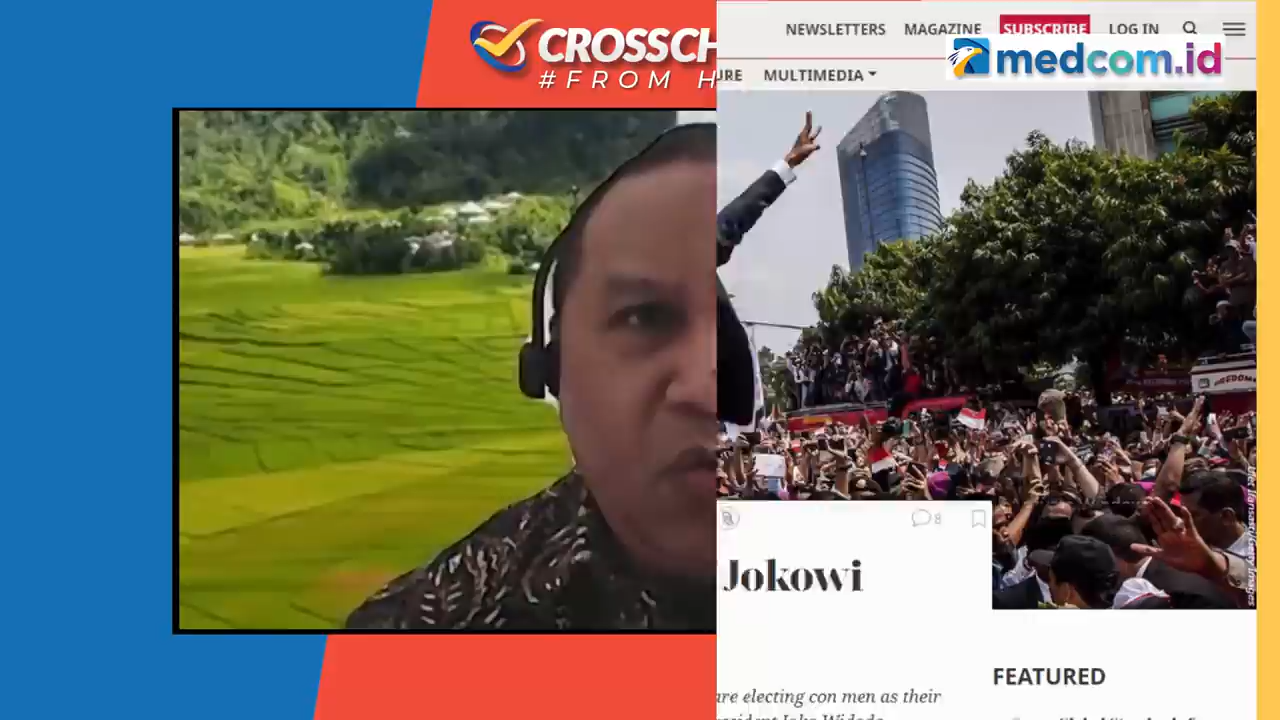 CROSSCH
#FROM H
NEWSLETTERS MAGAZINE SUBSCRIBE LOG IN
medcom.id
URE MULTIMEDIA
FREEDOM
8
Jokowi
are electing con men as their
FEATURED